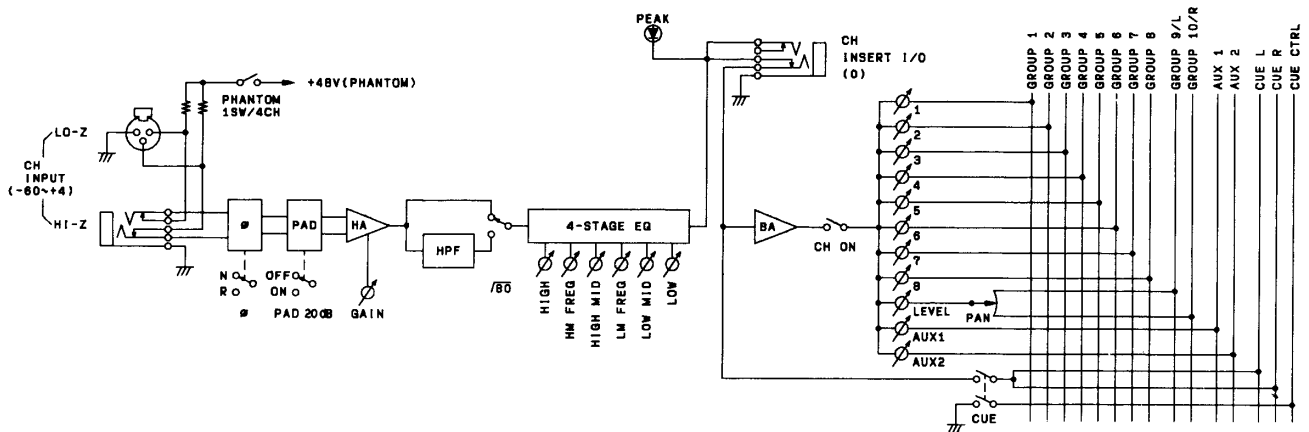 PEAK
CH
INSERT I/O
(0)
GROUP 1
GROUP 2
GROUP 3
GROUP 4
GROUP 5
GROUP 6
GROUP 7
GROUP 8
GROUP 9/L
GROUP 10/R
AUX 1
AUX 2
CUE L
CUE R
CUE CTRL
+48V(PHANTOM)
PHANTOM
1SW/4CH
LO-Z
CH
INPUT
(-60~+4)
HI-Z
ø
PAD
HA
HPF
4-STAGE EQ
BA
CH ON
1
2
3
4
5
6
7
8
LEVEL
PAN
AUX1
AUX2
CUE
N
R
ø
OFF
ON
PAD 20dB
GAIN
/80
HIGH
HM FREQ
HIGH MID
LM FREQ
LOW MID
LOW